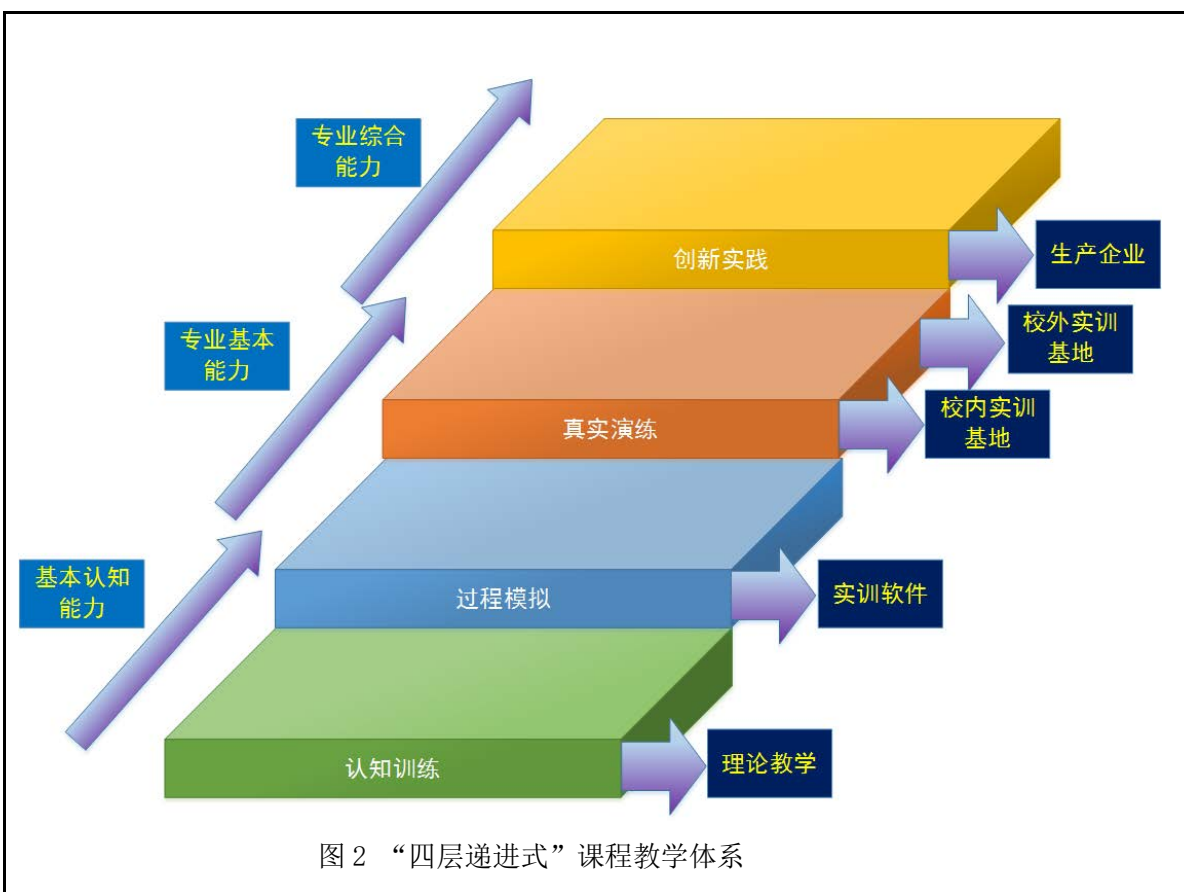 专业综合
能力
创新实践
生产企业
专业基本
能力
校外实训
基地
真实演练
校内实训
基地
基本认知
能力
过程模拟
实训软件
认知训练
理论教学
图 2 “四层递进式”课程教学体系